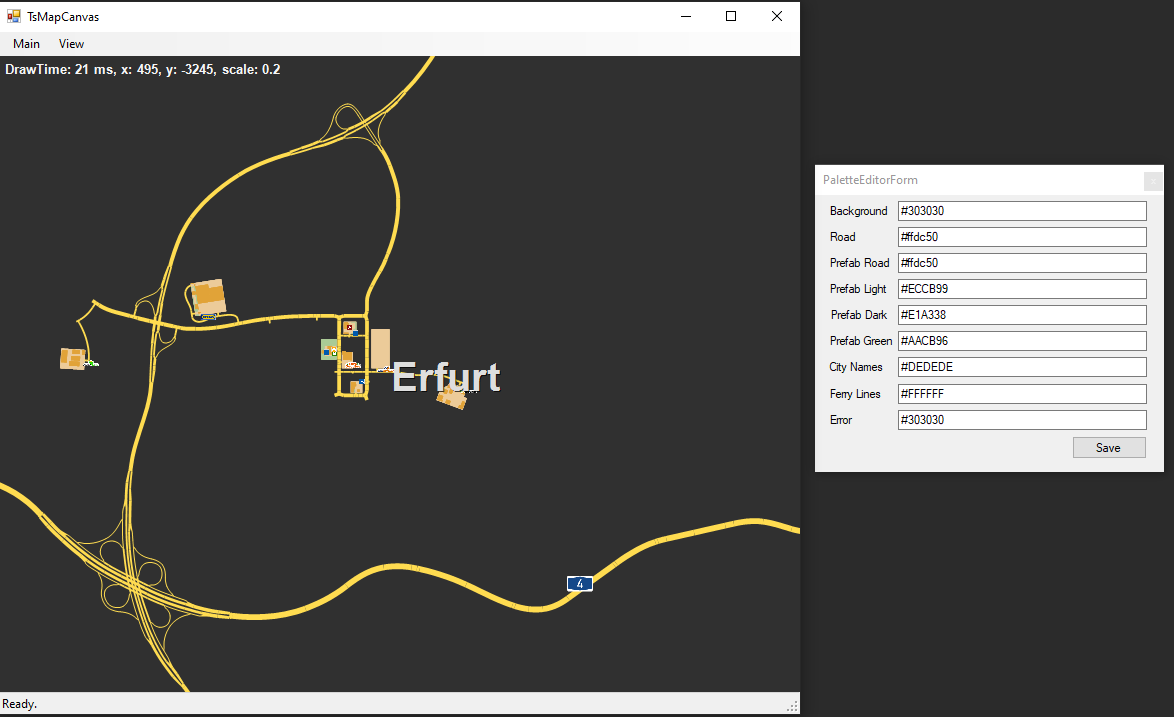 TsMapCanvas
Main View
DrawTime: 21 ms, x: 495, y: -3245, scale: 0.2
Erfurt
4
Ready.
PaletteEditorForm
Background #303030
Road #ffdc50
Prefab Road #ffdc50
Prefab Light #ECCB99
Prefab Dark #E1A338
Prefab Green #AACB96
City Names #DEDEDE
Ferry Lines #FFFFFF
Error #303030
Save